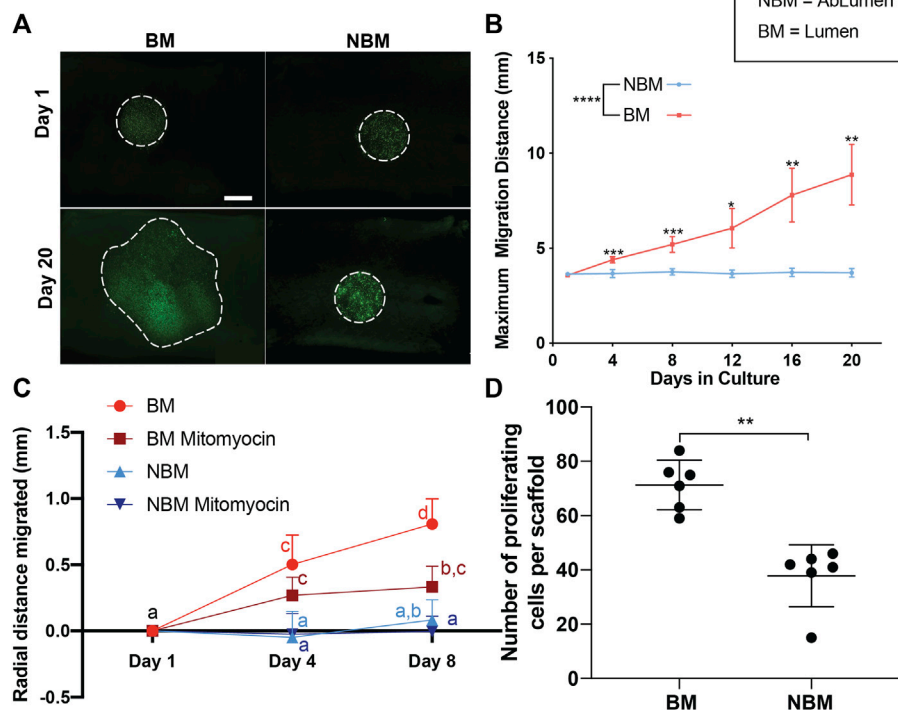 NBM = AbLumen
BM = Lumen
A
BM
NBM
Day 1
Day 20
B
Maximum Migration Distance (mm)
15
10
5
0
NBM
****
BM
***
***
*
**
**
0 4 8 12 16 20
Days in Culture
C
BM
BM Mitomyocin
NBM
NBM Mitomyocin
Radial distance migrated (mm)
1.5
1.0
0.5
0.0
-0.5
a
c
c
a
a
d
b,c
a,b
a
Day 1 Day 4 Day 8
D
Number of proliferating
cells per scaffold
100
80
60
40
20
0
**
BM NBM